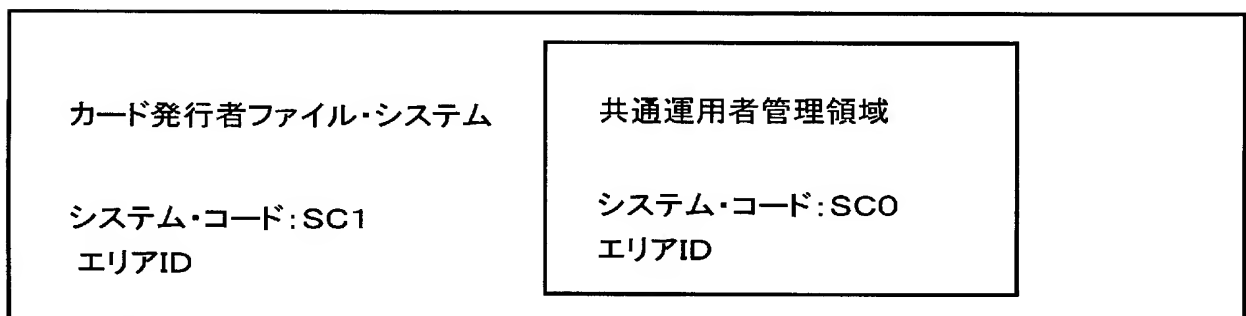 カード発行者ファイル・システム
システム・コード:SC1
エリアID
共通運用者管理領域
システム・コード:SC0
エリアID